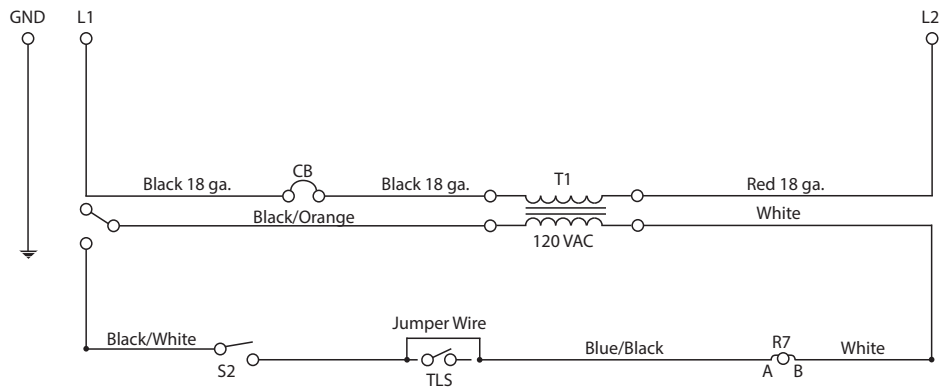 GND
L1
L2
CB
T1
Black 18 ga.
Black 18 ga.
Red 18 ga.
Black/Orange
White
120 VAC
Jumper Wire
Black/White
Blue/Black
R7
White
S2
TLS
A
B